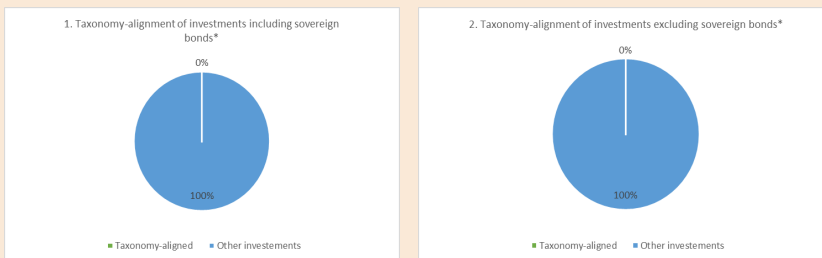 1. Taxonomy-alignment of investments including sovereign
bonds*
0%
100%
Taxonomy-aligned
Other investements
2. Taxonomy-alignment of investments excluding sovereign bonds*
0%
100%
Taxonomy-aligned
Other investements